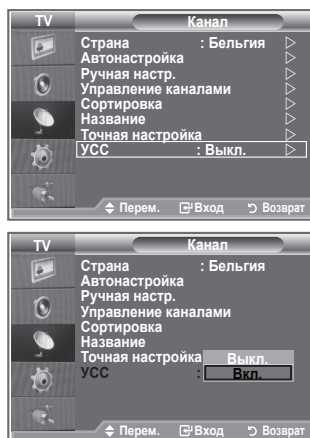 TV Канал
Страна : Бельгия
Автонастройка
Ручная настр.
Управление каналами
Сортировка
Название
Точная настройка
УСС : Выкл.
Перем. Вход Возврат
TV Канал
Страна : Бельгия
Автонастройка
Ручная настр.
Управление каналами
Сортировка
Название
Точная настройка Выкл.
УСС : Вкл.
Перем. Вход Возврат